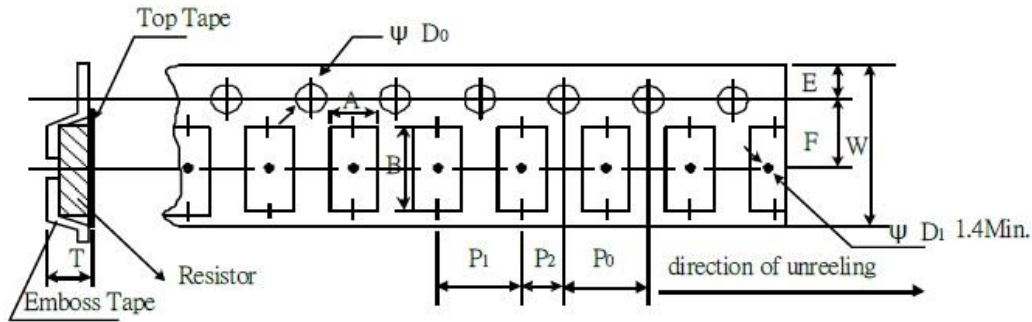 Top Tape
Ψ D₀
A
E
B
F
W
T
Resistor
Emboss Tape
P₁
P₂
P₀
direction of unreeling
Ψ D₁ 1.4Min.